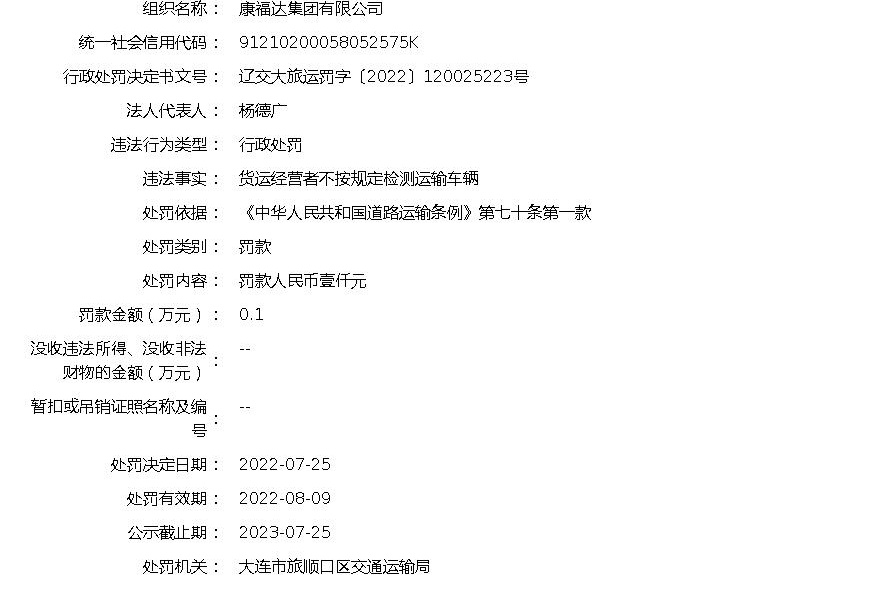 组织名称： 康福达集团有限公司
统一社会信用代码： 91210200058052575K
行政处罚决定书文号： 辽交大旅运罚字〔2022〕120025223号
法人代表人： 杨德广
违法行为类型： 行政处罚
违法事实： 货运经营者不按规定检测运输车辆
处罚依据： 《中华人民共和国道路运输条例》第七十条第一款
处罚类别： 罚款
处罚内容： 罚款人民币壹仟元
罚款金额（万元）： 0.1
没收违法所得、没收非法
财物的金额（万元）： --
暂扣或吊销证照名称及编
号： --
处罚决定日期： 2022-07-25
处罚有效期： 2022-08-09
公示截止期： 2023-07-25
处罚机关： 大连市旅顺口区交通运输局